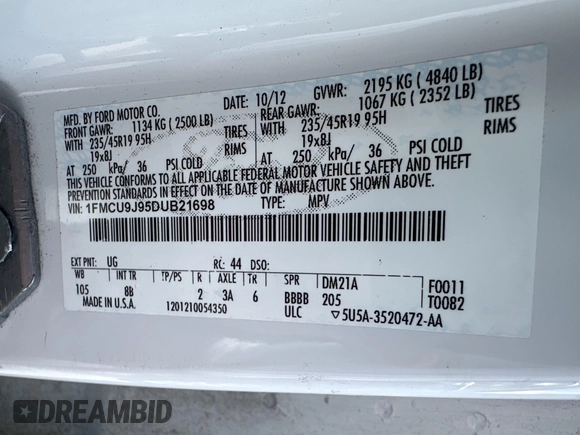 MFD. BY FORD MOTOR CO. DATE: 10/12 GVWR: 2195 KG ( 4840 LB)
FRONT GAWR: 1134 KG ( 2500 LB) REAR GAWR: 1067 KG ( 2352 LB)
WITH 235/45R19 95H TIRES WITH 235/45R19 95H TIRES
19x8J RIMS 19x8J RIMS
AT 250 kPa/ 36 PSI COLD AT 250 kPa/ 36 PSI COLD
THIS VEHICLE CONFORMS TO ALL APPLICABLE FEDERAL MOTOR VEHICLE SAFETY AND THEFT
PREVENTION STANDARDS IN EFFECT ON THE DATE OF MANUFACTURE SHOWN ABOVE.
VIN: 1FMCU9J95DUB21698 TYPE: MPV
EXT PNT: UG RC: 44 DSO:
WB INT TR TP/PS R AXLE TR SPR DM21A F0011
105 8B 2 3A 6 BBBB 205 T0082
MADE IN U.S.A. 1201210054350 ULC ▽5U5A-3520472-AA
DREAMBID